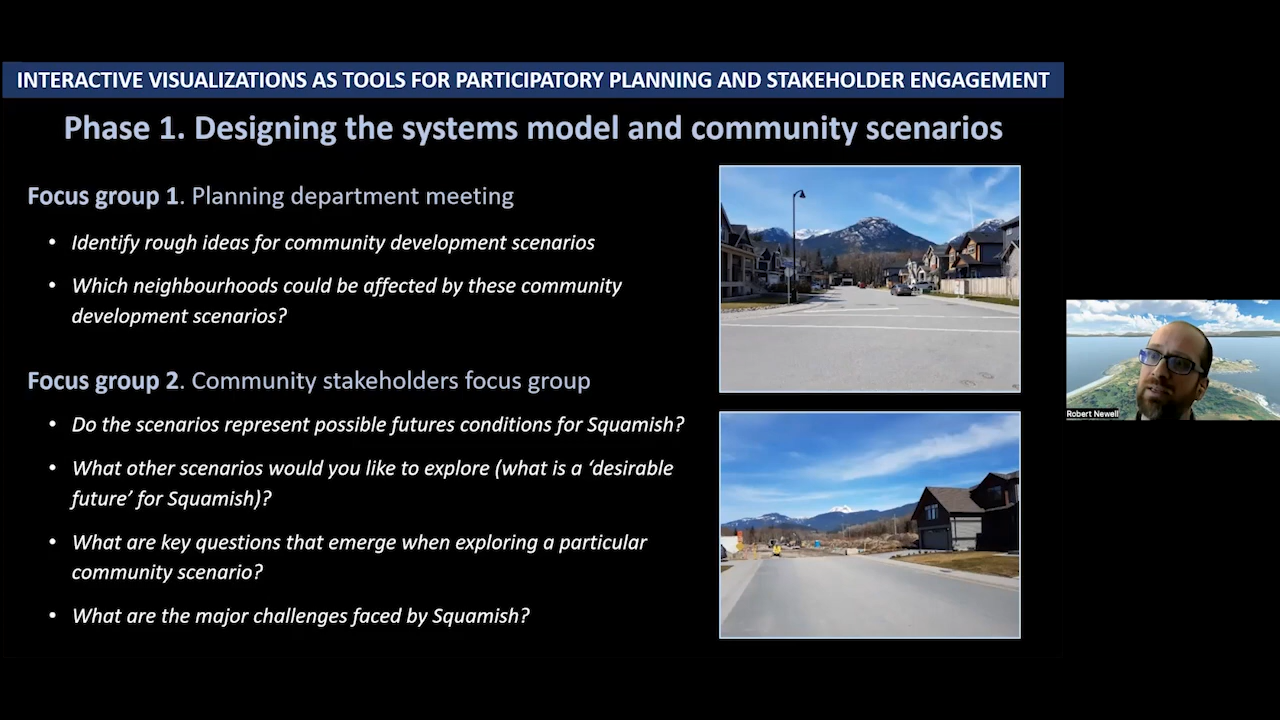 INTERACTIVE VISUALIZATIONS AS TOOLS FOR PARTICIPATORY PLANNING AND STAKEHOLDER ENGAGEMENT
Phase 1. Designing the systems model and community scenarios
Focus group 1. Planning department meeting
• Identify rough ideas for community development scenarios
• Which neighbourhoods could be affected by these community
development scenarios?
Focus group 2. Community stakeholders focus group
• Do the scenarios represent possible futures conditions for Squamish?
• What other scenarios would you like to explore (what is a ‘desirable
future’ for Squamish)?
• What are key questions that emerge when exploring a particular
community scenario?
• What are the major challenges faced by Squamish?
Robert Newell